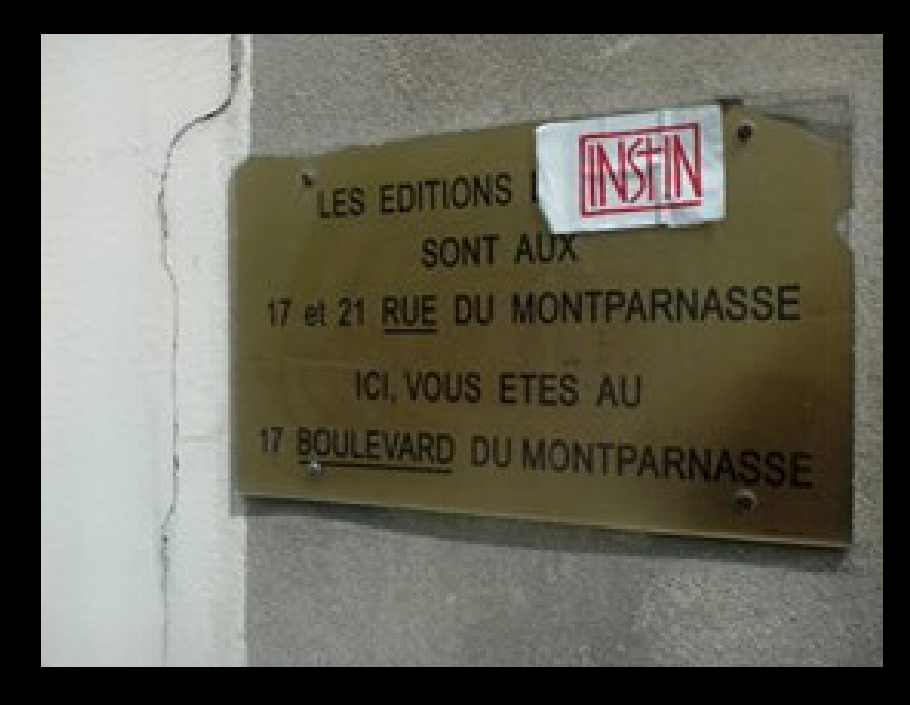 LES EDITIONS
INSTIN
SONT AUX
17 et 21 RUE DU MONTPARNASSE
ICI, VOUS ETES AU
17 BOULEVARD DU MONTPARNASSE